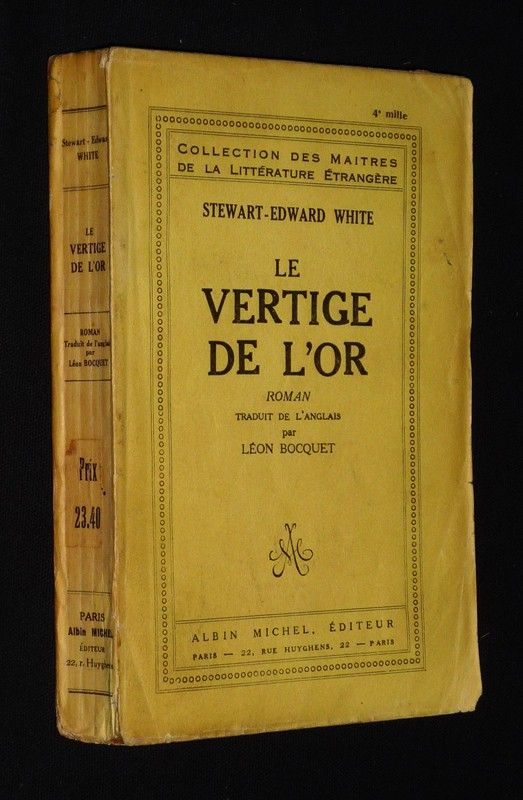 4e mille
COLLECTION DES MAITRES
DE LA LITTÉRATURE ÉTRANGÈRE
STEWART-EDWARD WHITE
LE
VERTIGE
DE L'OR
ROMAN
TRADUIT DE L'ANGLAIS
par
LÉON BOCQUET
ALBIN MICHEL, ÉDITEUR
PARIS — 22, RUE HUYGHENS, 22 — PARIS
Stewart-Edwar
WHITE
LE
VERTIGE
DE L'OR
ROMAN
Traduit de l'anglai
par
Léon BOCQUET
Prix
23.40
PARIS
Albin MICHEL
ÉDITEUR
22, r. Huyghens